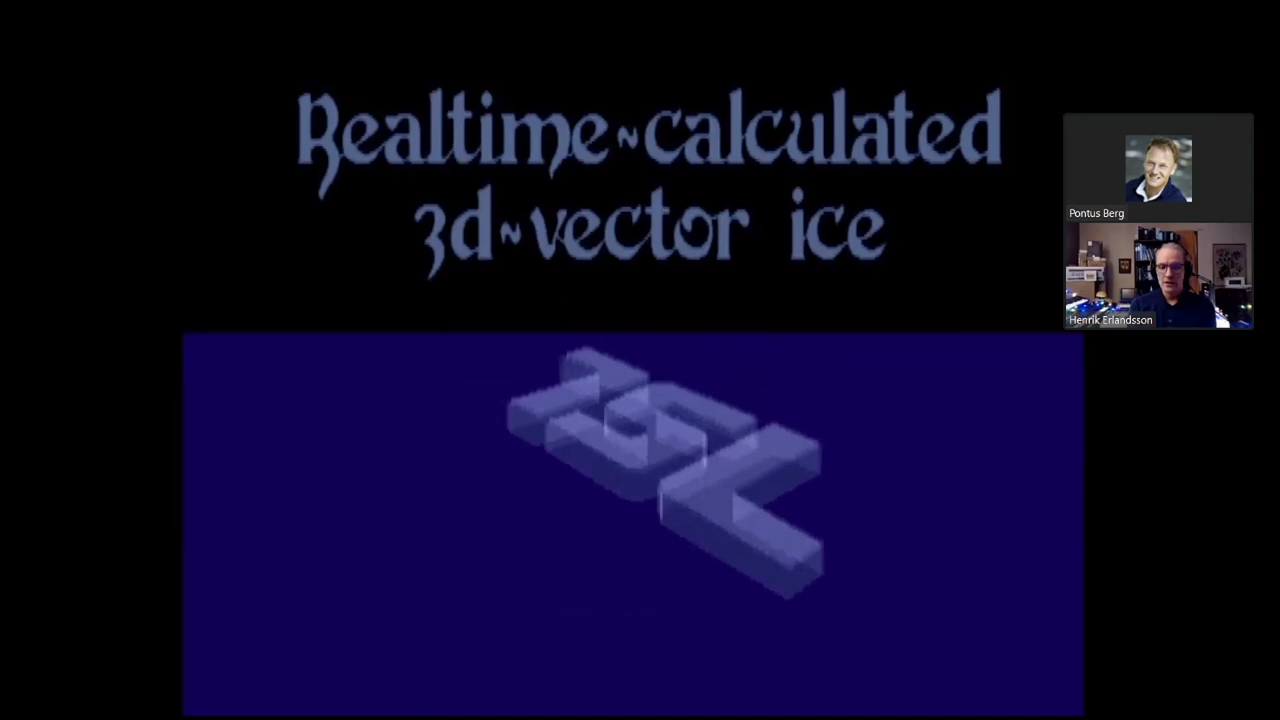 Realtime~calculated
3d~vector ice
Pontus Berg
Henrik Erlandsson